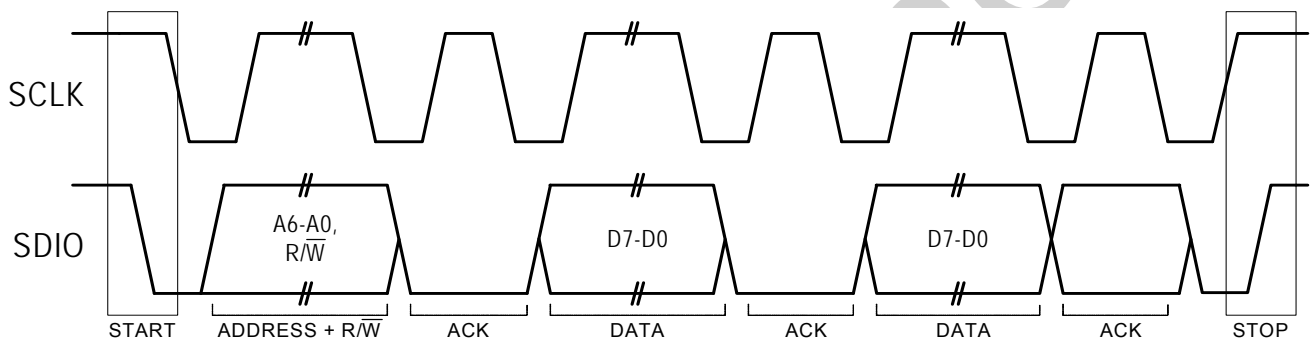 SCLK
SDIO
A6-A0,
R/W̅
D7-D0
D7-D0
START
ADDRESS + R/W̅
ACK
DATA
ACK
DATA
ACK
STOP